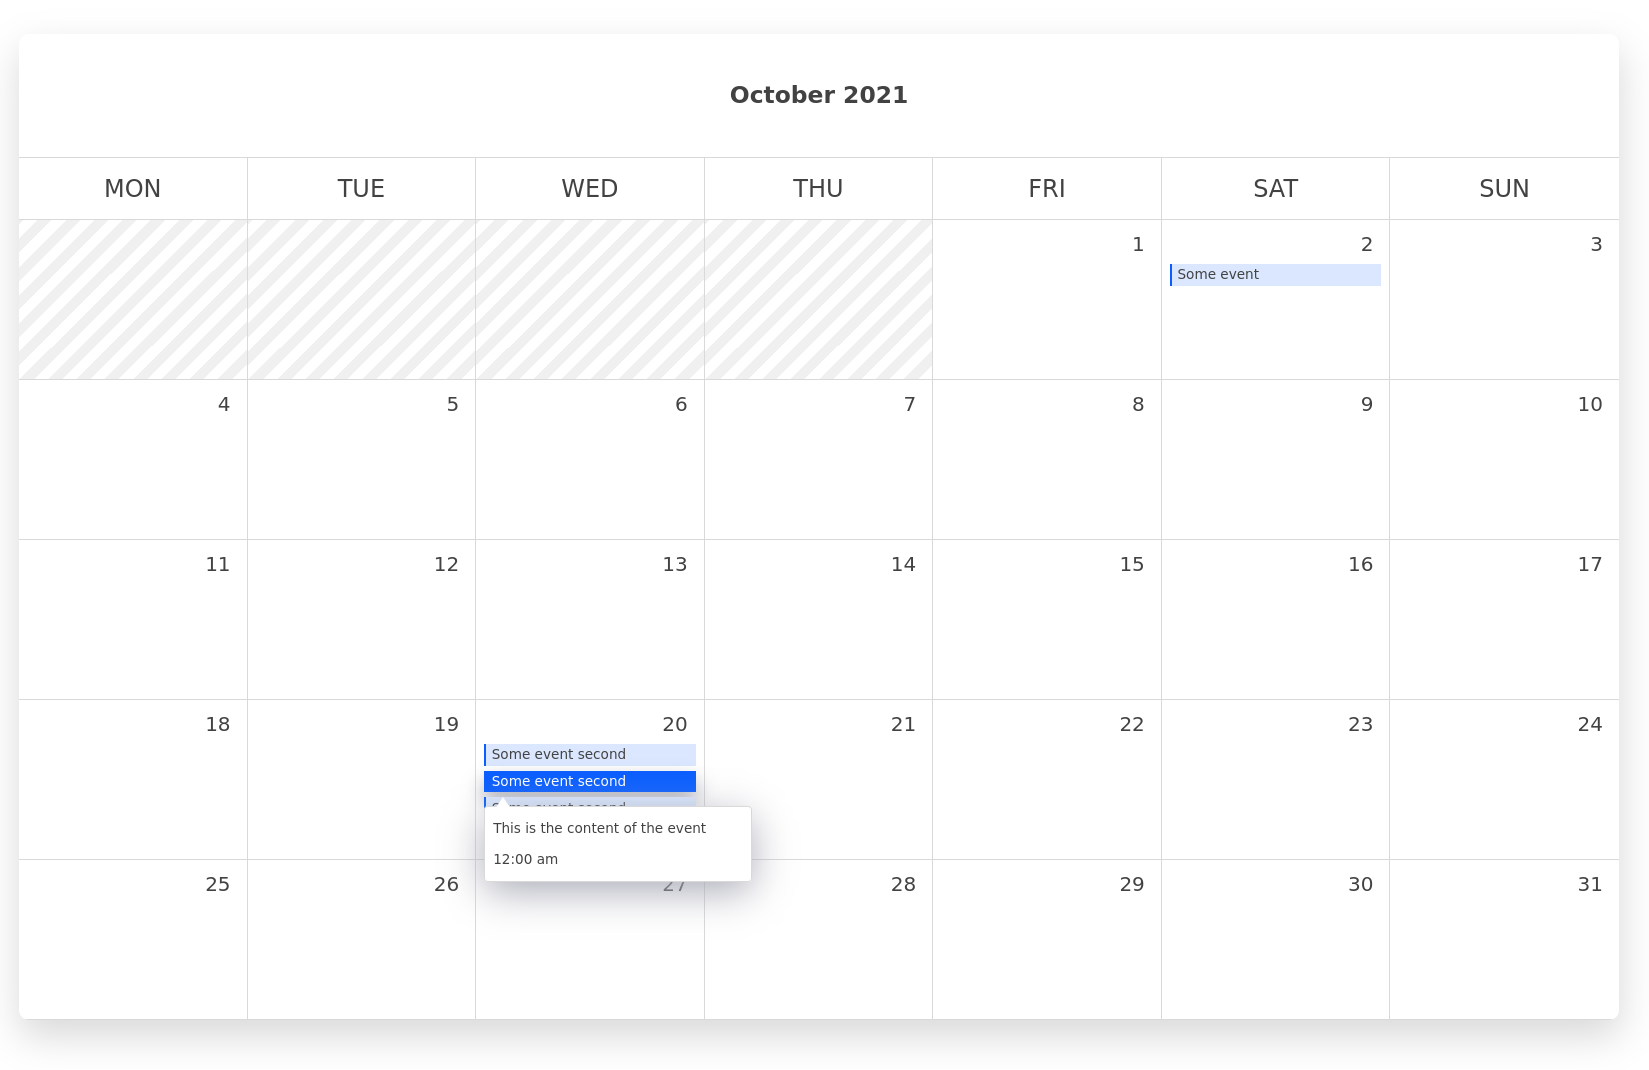 October 2021
MON TUE WED THU FRI SAT SUN
1 2 3
Some event
4 5 6 7 8 9 10
11 12 13 14 15 16 17
18 19 20 21 22 23 24
Some event second
Some event second
Some event second
This is the content of the event
12:00 am
25 26 27 28 29 30 31